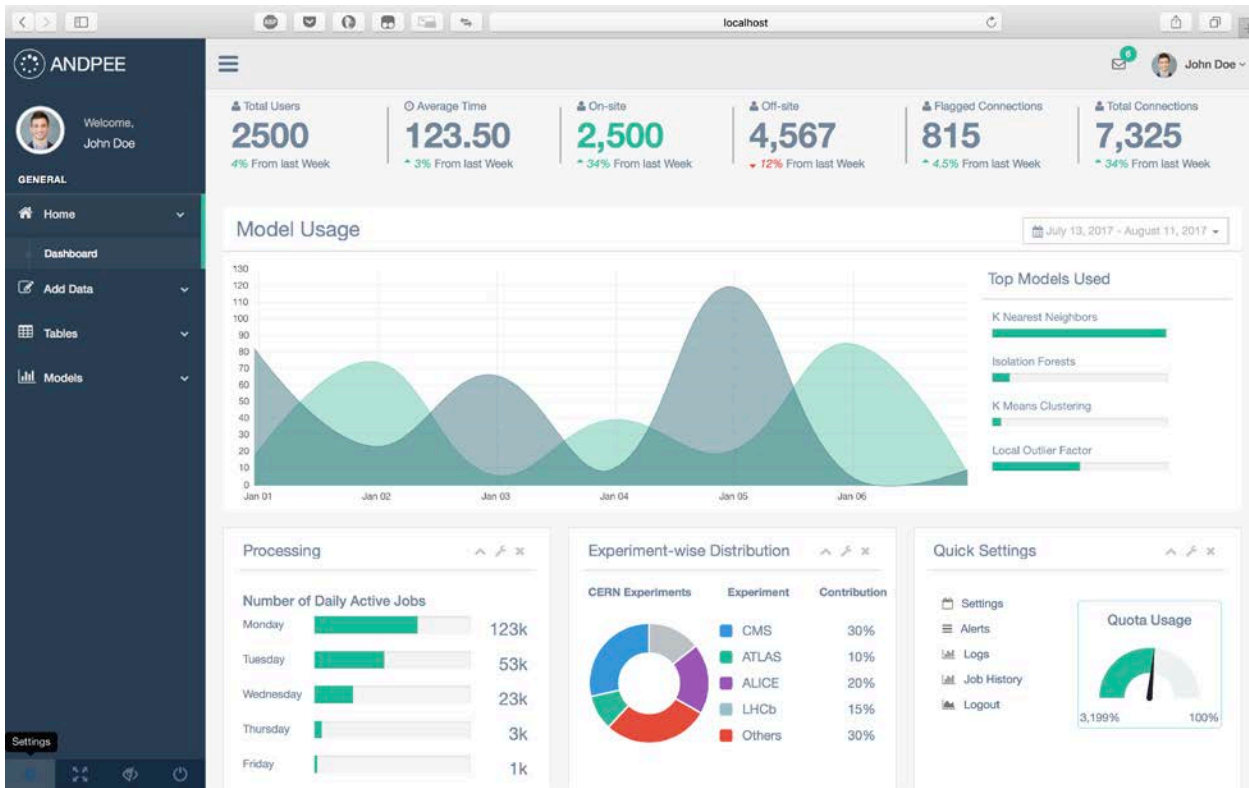 localhost
ANDPEE
6
John Doe
Welcome,
John Doe
GENERAL
Home
Dashboard
Add Data
Tables
Models
Settings
Total Users
2500
4% From last Week
Average Time
123.50
3% From last Week
On-site
2,500
34% From last Week
Off-site
4,567
12% From last Week
Flagged Connections
815
4.5% From last Week
Total Connections
7,325
34% From last Week
Model Usage
July 13, 2017 - August 11, 2017
130
120
110
100
90
80
70
60
50
40
30
20
10
0
Jan 01
Jan 02
Jan 03
Jan 04
Jan 05
Jan 06
Top Models Used
K Nearest Neighbors
Isolation Forests
K Means Clustering
Local Outlier Factor
Processing
Number of Daily Active Jobs
Monday 123k
Tuesday 53k
Wednesday 23k
Thursday 3k
Friday 1k
Experiment-wise Distribution
CERN Experiments Experiment Contribution
CMS 30%
ATLAS 10%
ALICE 20%
LHCb 15%
Others 30%
Quick Settings
Settings
Alerts
Logs
Job History
Logout
Quota Usage
3,199% 100%